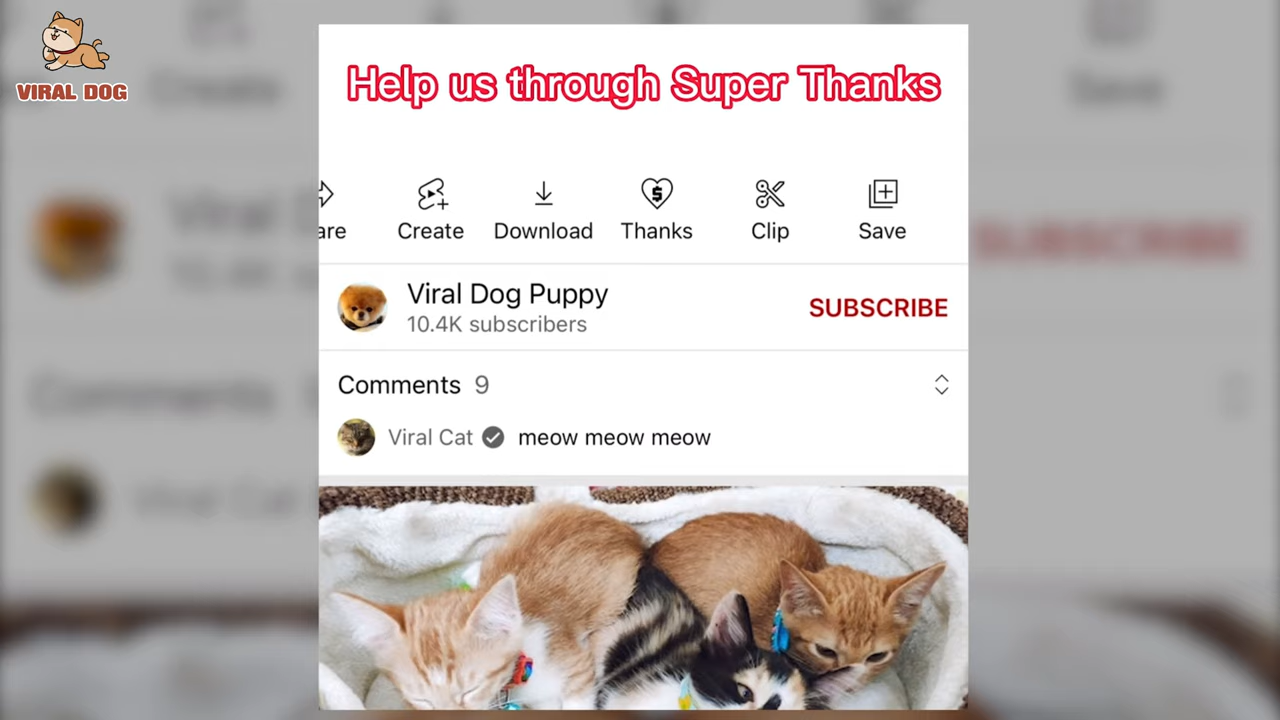 VIRAL DOG
Help us through Super Thanks
are Create Download Thanks Clip Save
Viral Dog Puppy
10.4K subscribers
SUBSCRIBE
Comments 9
Viral Cat meow meow meow